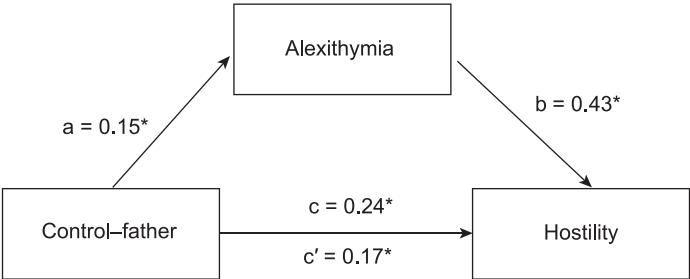 Alexithymia
a = 0.15*
b = 0.43*
Control–father
c = 0.24*
c′ = 0.17*
Hostility